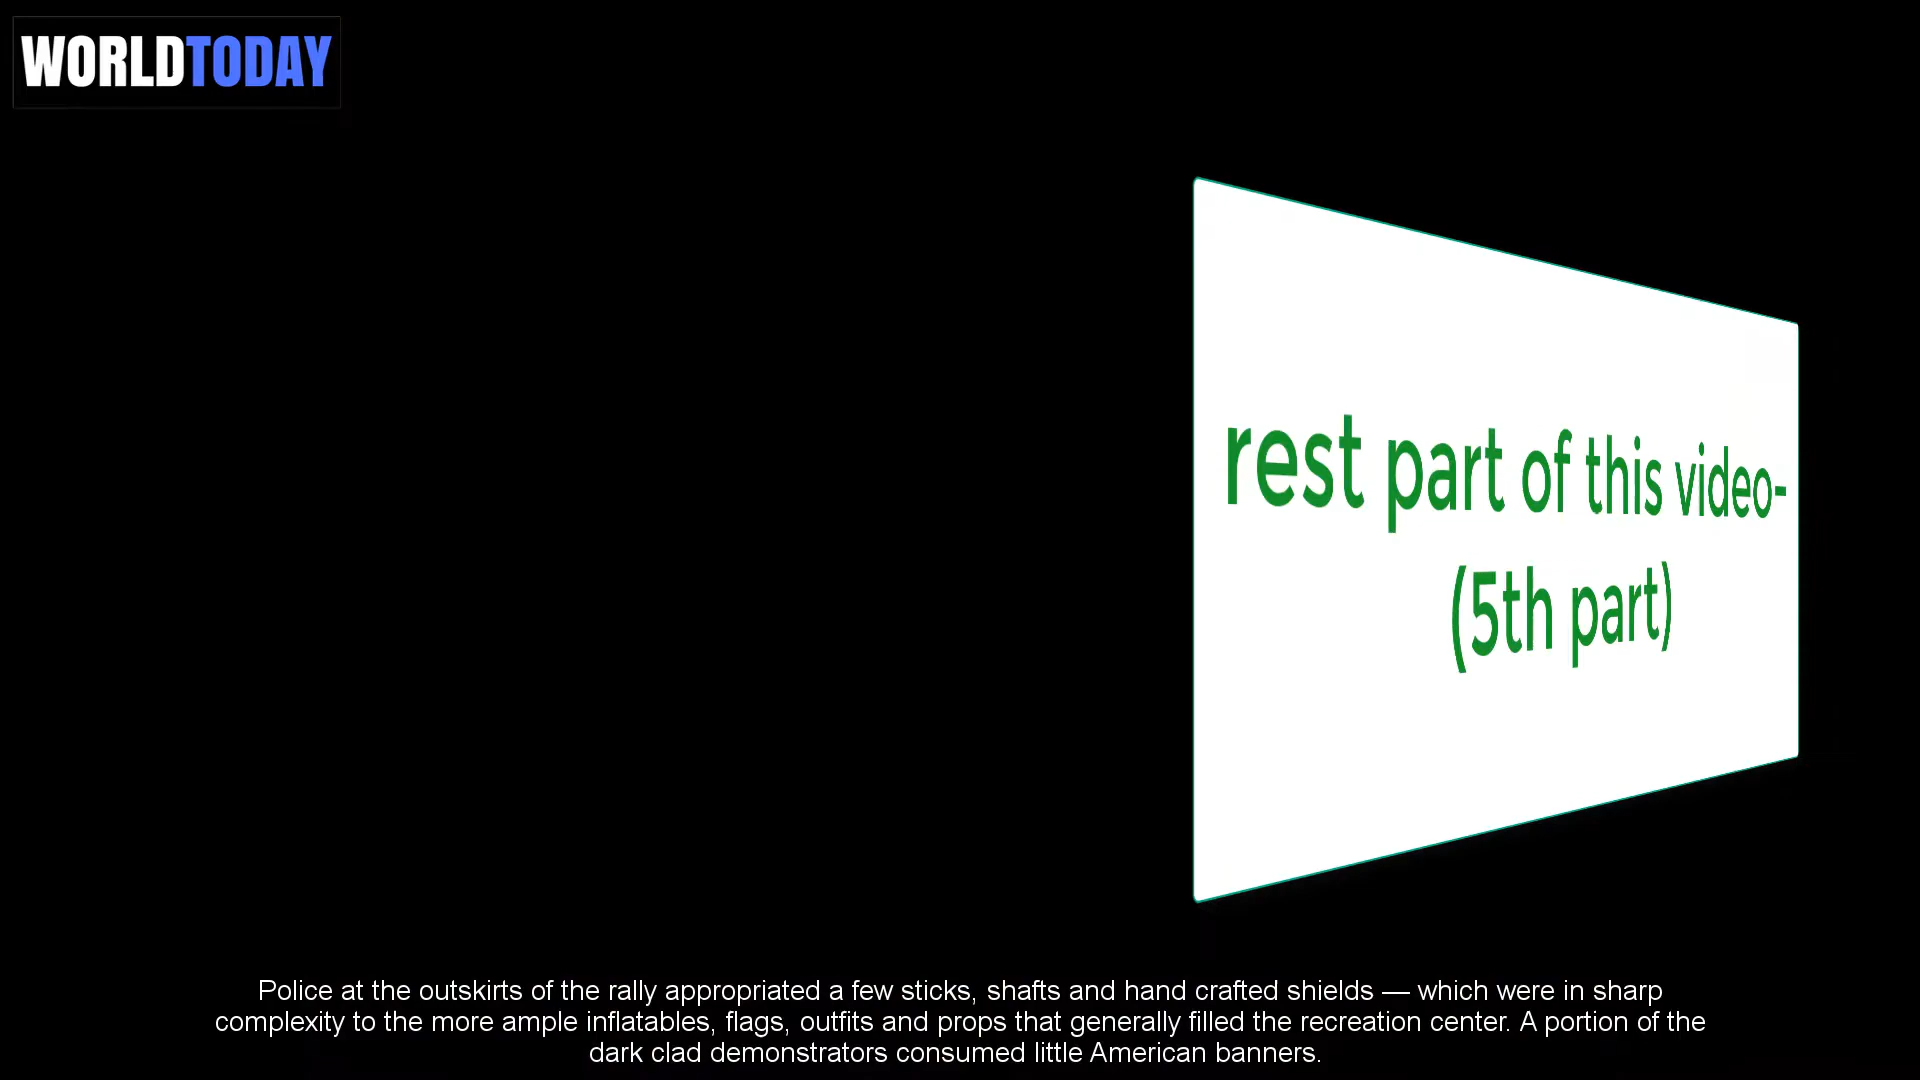 WORLDTODAY
rest part of this video-
(5th part)
Police at the outskirts of the rally appropriated a few sticks, shafts and hand crafted shields — which were in sharp
complexity to the more ample inflatables, flags, outfits and props that generally filled the recreation center. A portion of the
dark clad demonstrators consumed little American banners.